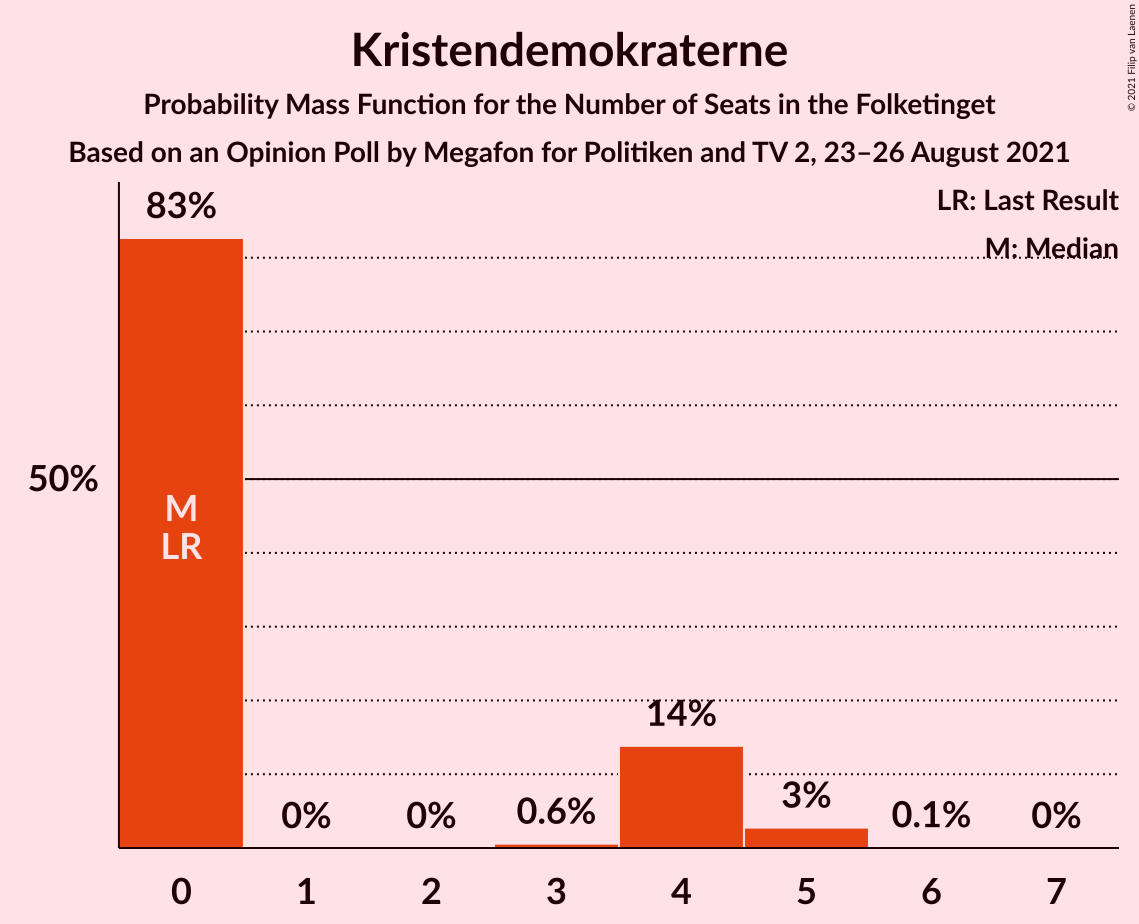 Kristendemokraterne
Probability Mass Function for the Number of Seats in the Folketinget
Based on an Opinion Poll by Megafon for Politiken and TV 2, 23–26 August 2021
© 2021 Filip van Laenen
LR: Last Result
M: Median
83%
50%
M
LR
14%
3%
0% 0% 0.6% 0.1% 0%
0 1 2 3 4 5 6 7